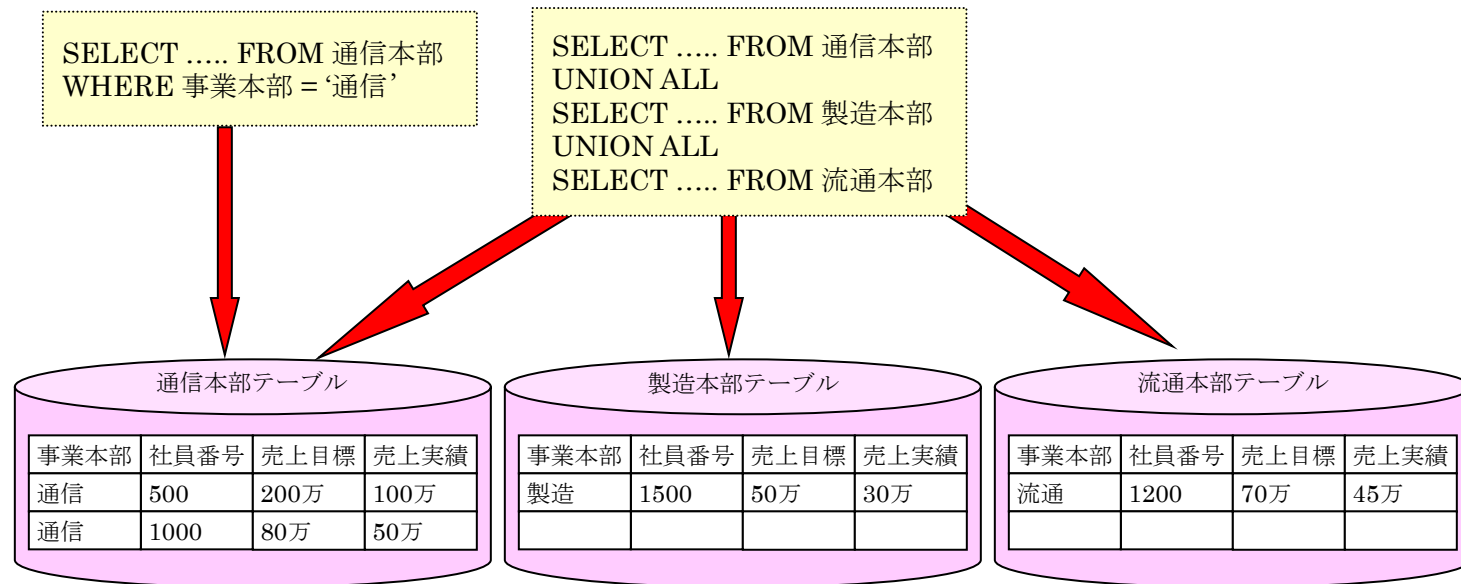 SELECT ..... FROM 通信本部
WHERE 事業本部 = ‘通信’
SELECT ..... FROM 通信本部
UNION ALL
SELECT ..... FROM 製造本部
UNION ALL
SELECT ..... FROM 流通本部
通信本部テーブル
事業本部 社員番号 売上目標 売上実績
通信 500 200万 100万
通信 1000 80万 50万
製造本部テーブル
事業本部 社員番号 売上目標 売上実績
製造 1500 50万 30万
流通本部テーブル
事業本部 社員番号 売上目標 売上実績
流通 1200 70万 45万